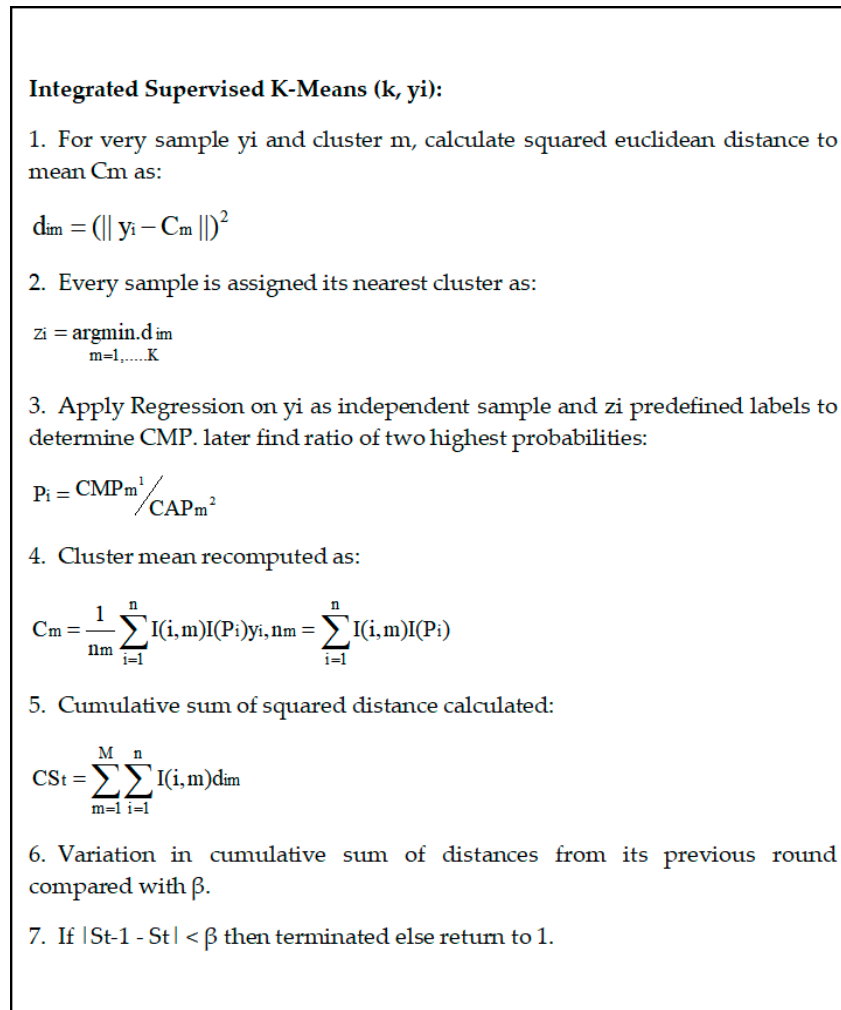 Integrated Supervised K-Means (k, yi):
1. For very sample yi and cluster m, calculate squared euclidean distance to
mean Cm as:
dim = (|| yi − Cm ||)²
2. Every sample is assigned its nearest cluster as:
zi = argmin.dim
m=1,.....K
3. Apply Regression on yi as independent sample and zi predefined labels to
determine CMP. later find ratio of two highest probabilities:
Pi = CMPm¹/CAPm²
4. Cluster mean recomputed as:
Cm = 1/nm ∑_{i=1}^{n} I(i,m)I(Pi)yi,nm = ∑_{i=1}^{n} I(i,m)I(Pi)
5. Cumulative sum of squared distance calculated:
CSt = ∑_{m=1}^{M} ∑_{i=1}^{n} I(i,m)dim
6. Variation in cumulative sum of distances from its previous round
compared with β.
7. If |St-1 - St| < β then terminated else return to 1.